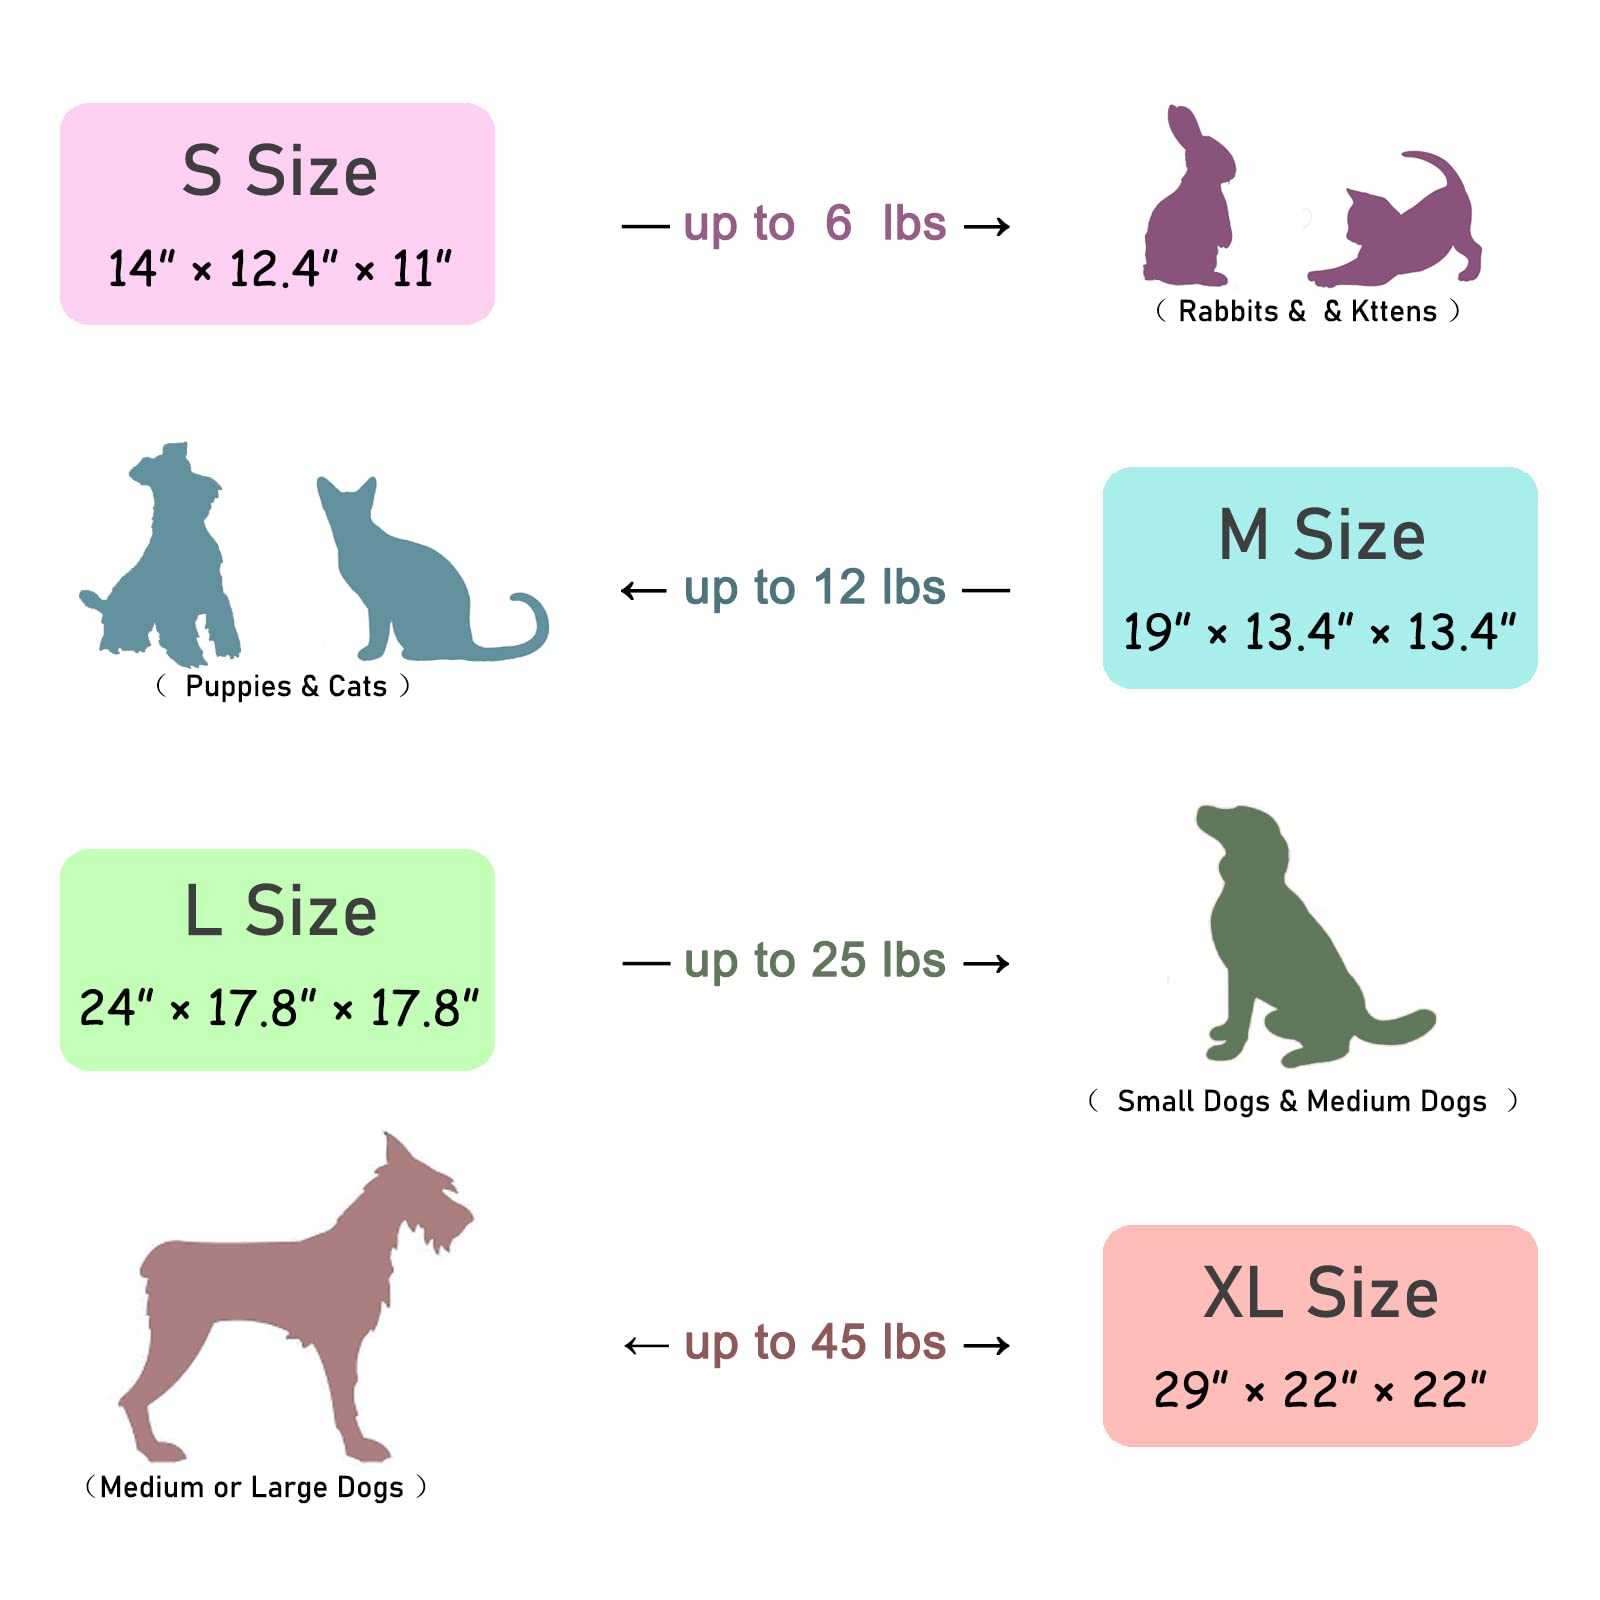 S Size
14" × 12.4" × 11"
up to 6 lbs
( Rabbits & & Kttens )
M Size
19" × 13.4" × 13.4"
up to 12 lbs
( Puppies & Cats )
L Size
24" × 17.8" × 17.8"
up to 25 lbs
( Small Dogs & Medium Dogs )
XL Size
29" × 22" × 22"
up to 45 lbs
(Medium or Large Dogs )